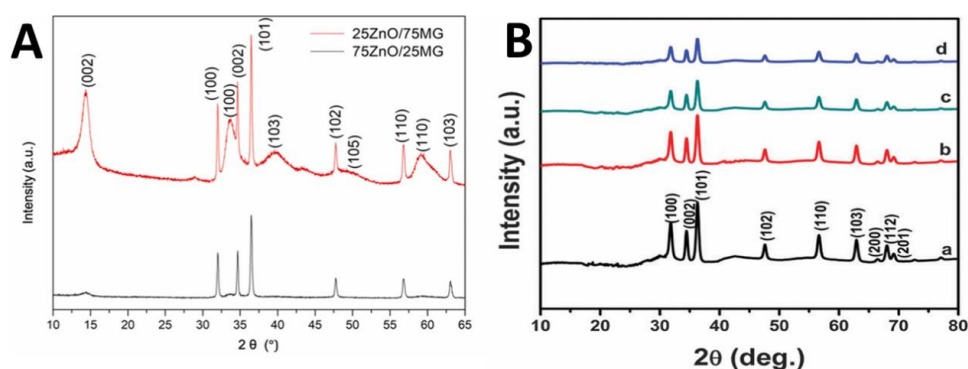 A
25ZnO/75MG
75ZnO/25MG
(002)
(100)
(100)
(002)
(101)
(103)
(102)
(105)
(110)
(110)
(103)
Intensity (a.u.)
10 15 20 25 30 35 40 45 50 55 60 65
2 θ (°)
B
d
c
b
a
(100)
(002)
(101)
(102)
(110)
(103)
(200)
(112)
(201)
Intensity (a.u.)
10 20 30 40 50 60 70 80
2θ (deg.)